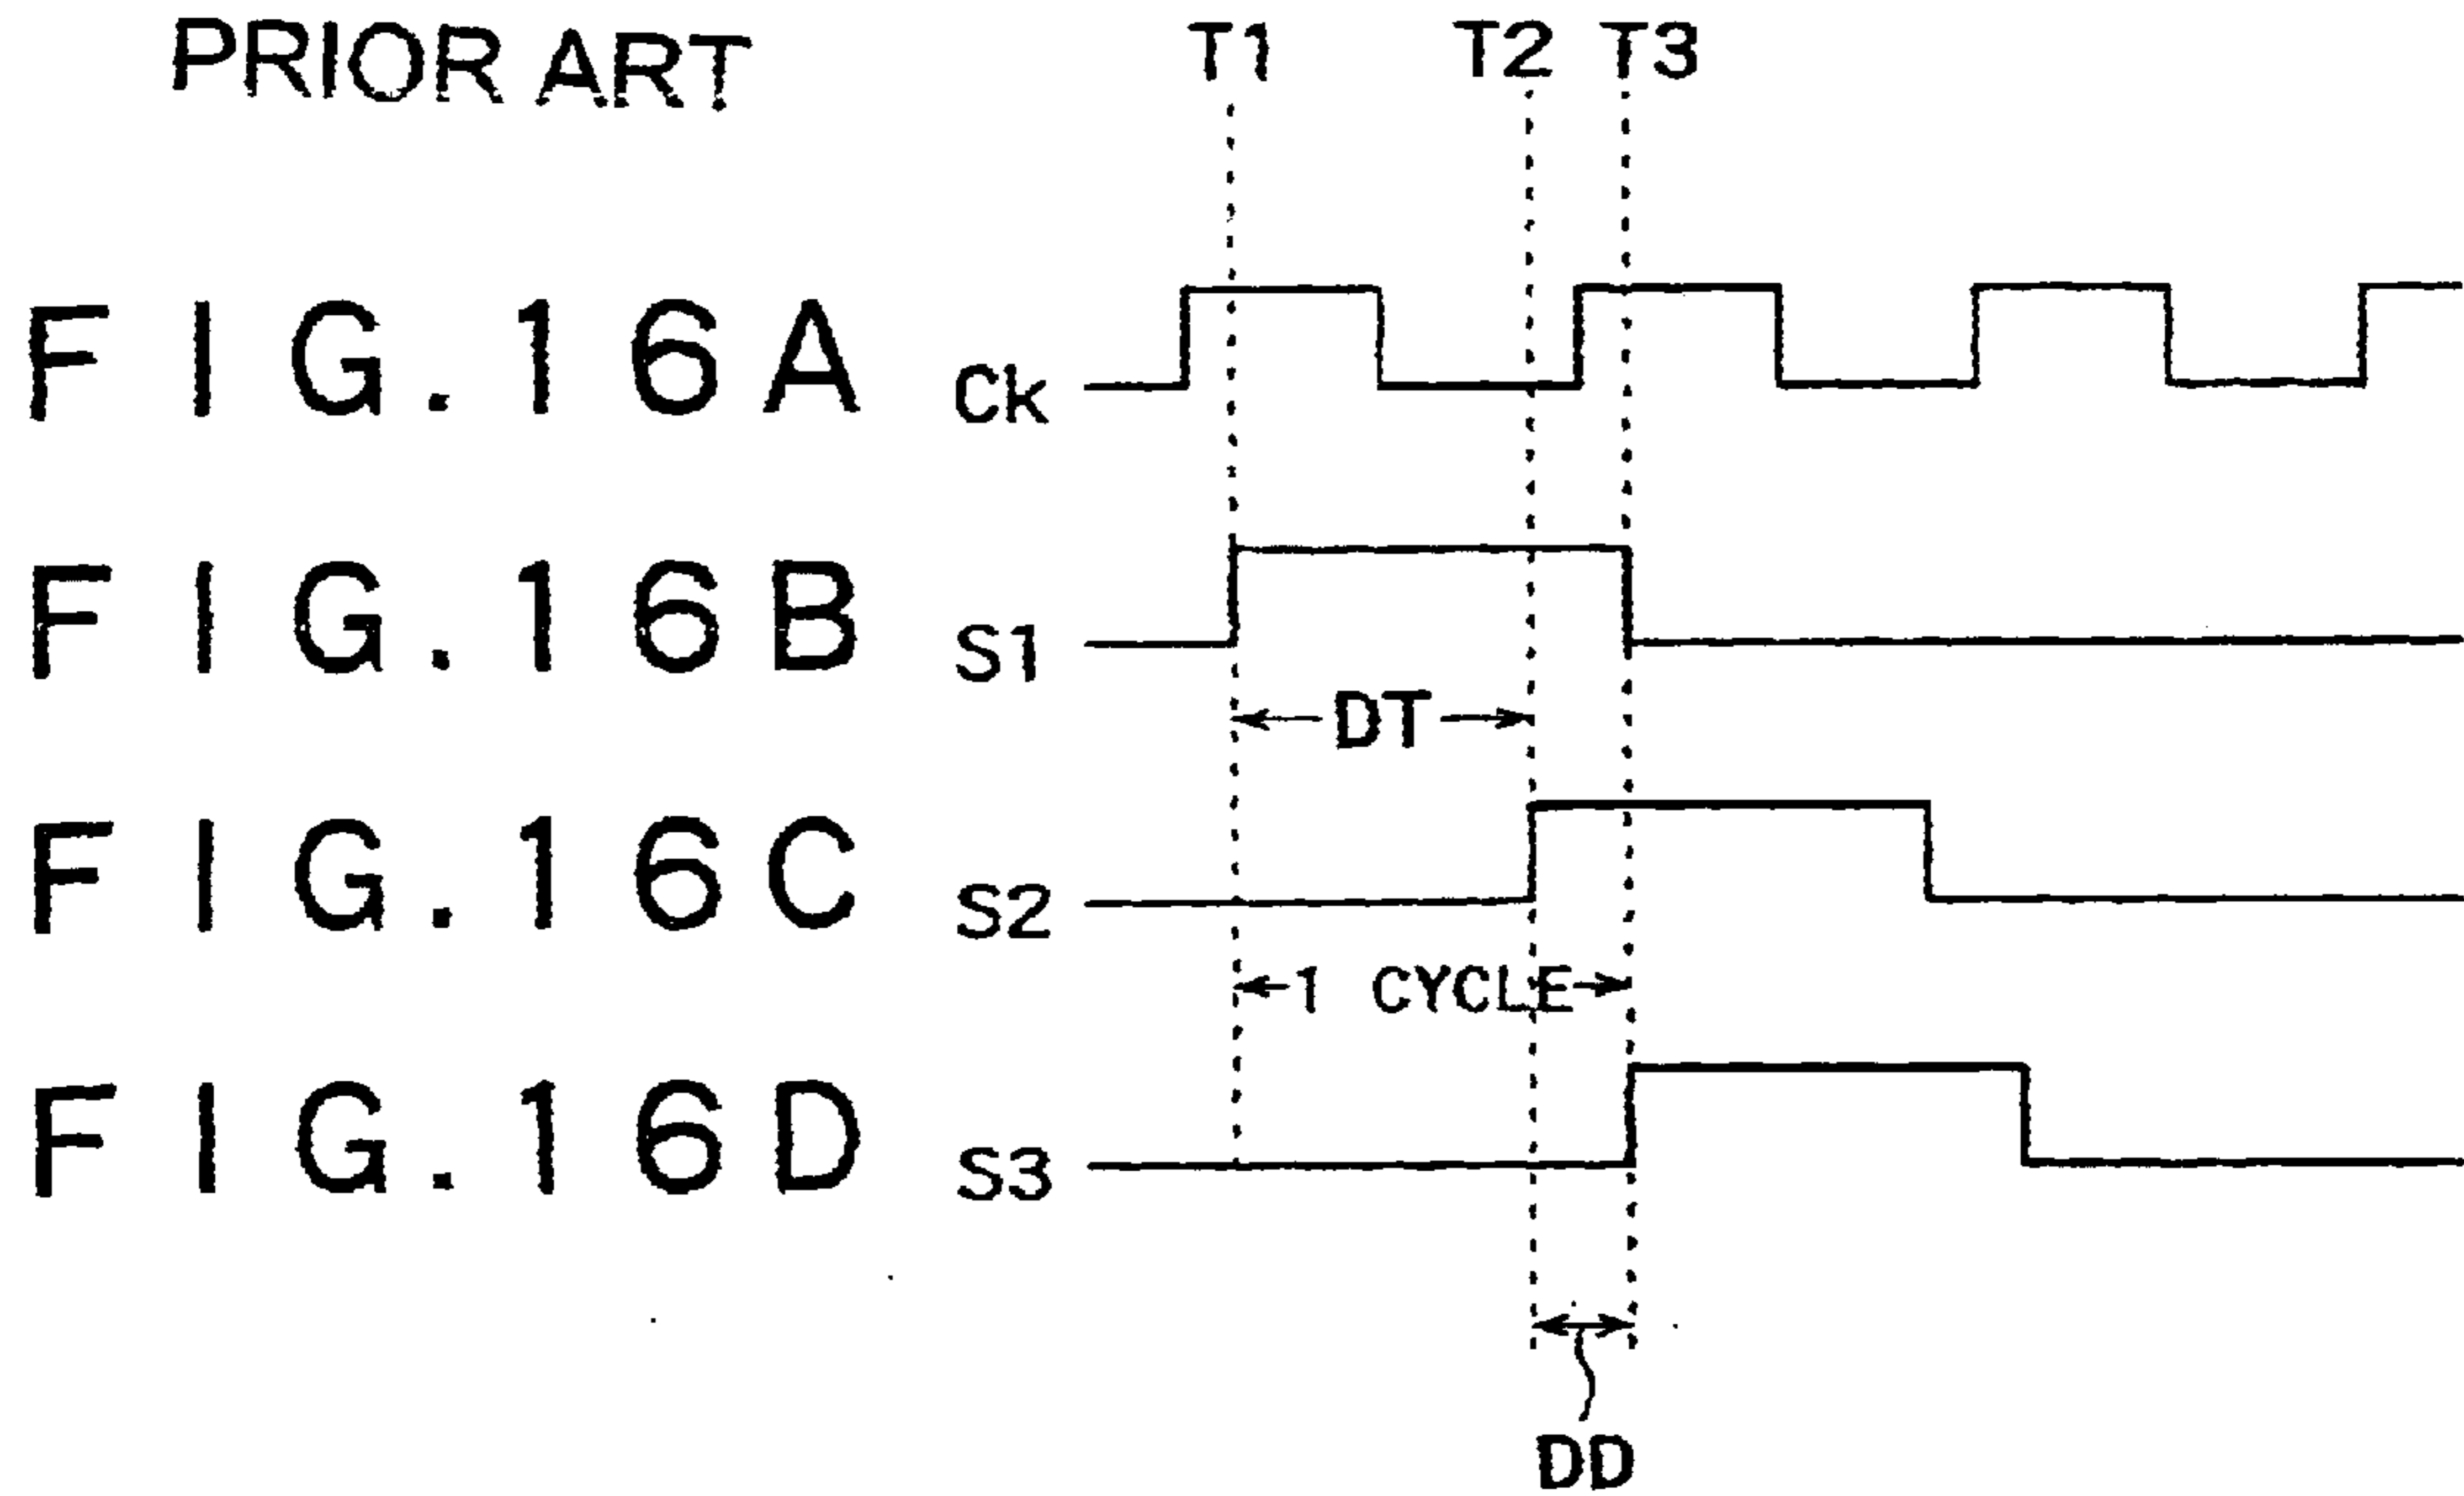 PRIOR ART T1 T2 T3
FIG.16A Ck
FIG.16B S1
DT
FIG.16C S2
1 CYCLE
FIG.16D S3
DD